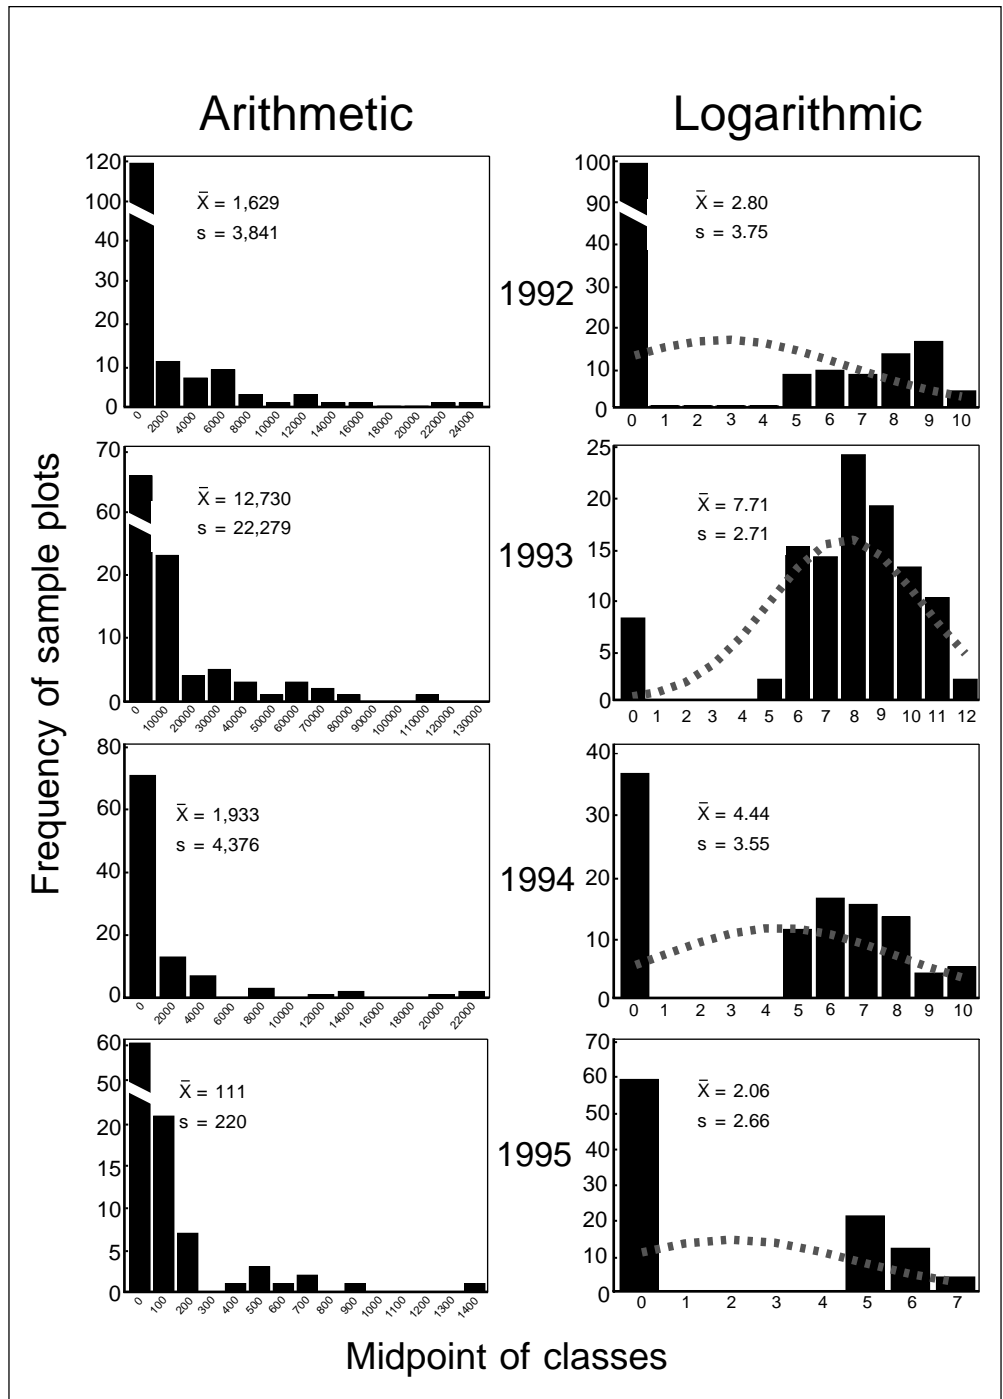 Arithmetic
Logarithmic
Frequency of sample plots
120
100
40
30
20
10
0
X̄ = 1,629
s = 3,841
0 2000 4000 6000 8000 10000 12000 14000 16000 18000 20000 22000 24000
1992
100
90
40
30
20
10
0
X̄ = 2.80
s = 3.75
0 1 2 3 4 5 6 7 8 9 10
70
60
20
10
0
X̄ = 12,730
s = 22,279
0 10000 20000 30000 40000 50000 60000 70000 80000 90000 100000 110000 120000 130000
1993
25
20
15
10
5
0
X̄ = 7.71
s = 2.71
0 1 2 3 4 5 6 7 8 9 10 11 12
80
60
40
20
0
X̄ = 1,933
s = 4,376
0 2000 4000 6000 8000 10000 12000 14000 16000 18000 20000 22000
1994
40
30
20
10
0
X̄ = 4.44
s = 3.55
0 1 2 3 4 5 6 7 8 9 10
60
50
20
15
10
5
0
X̄ = 111
s = 220
0 100 200 300 400 500 600 700 800 900 1000 1100 1200 1300 1400
1995
70
60
50
40
30
20
10
0
X̄ = 2.06
s = 2.66
0 1 2 3 4 5 6 7
Midpoint of classes